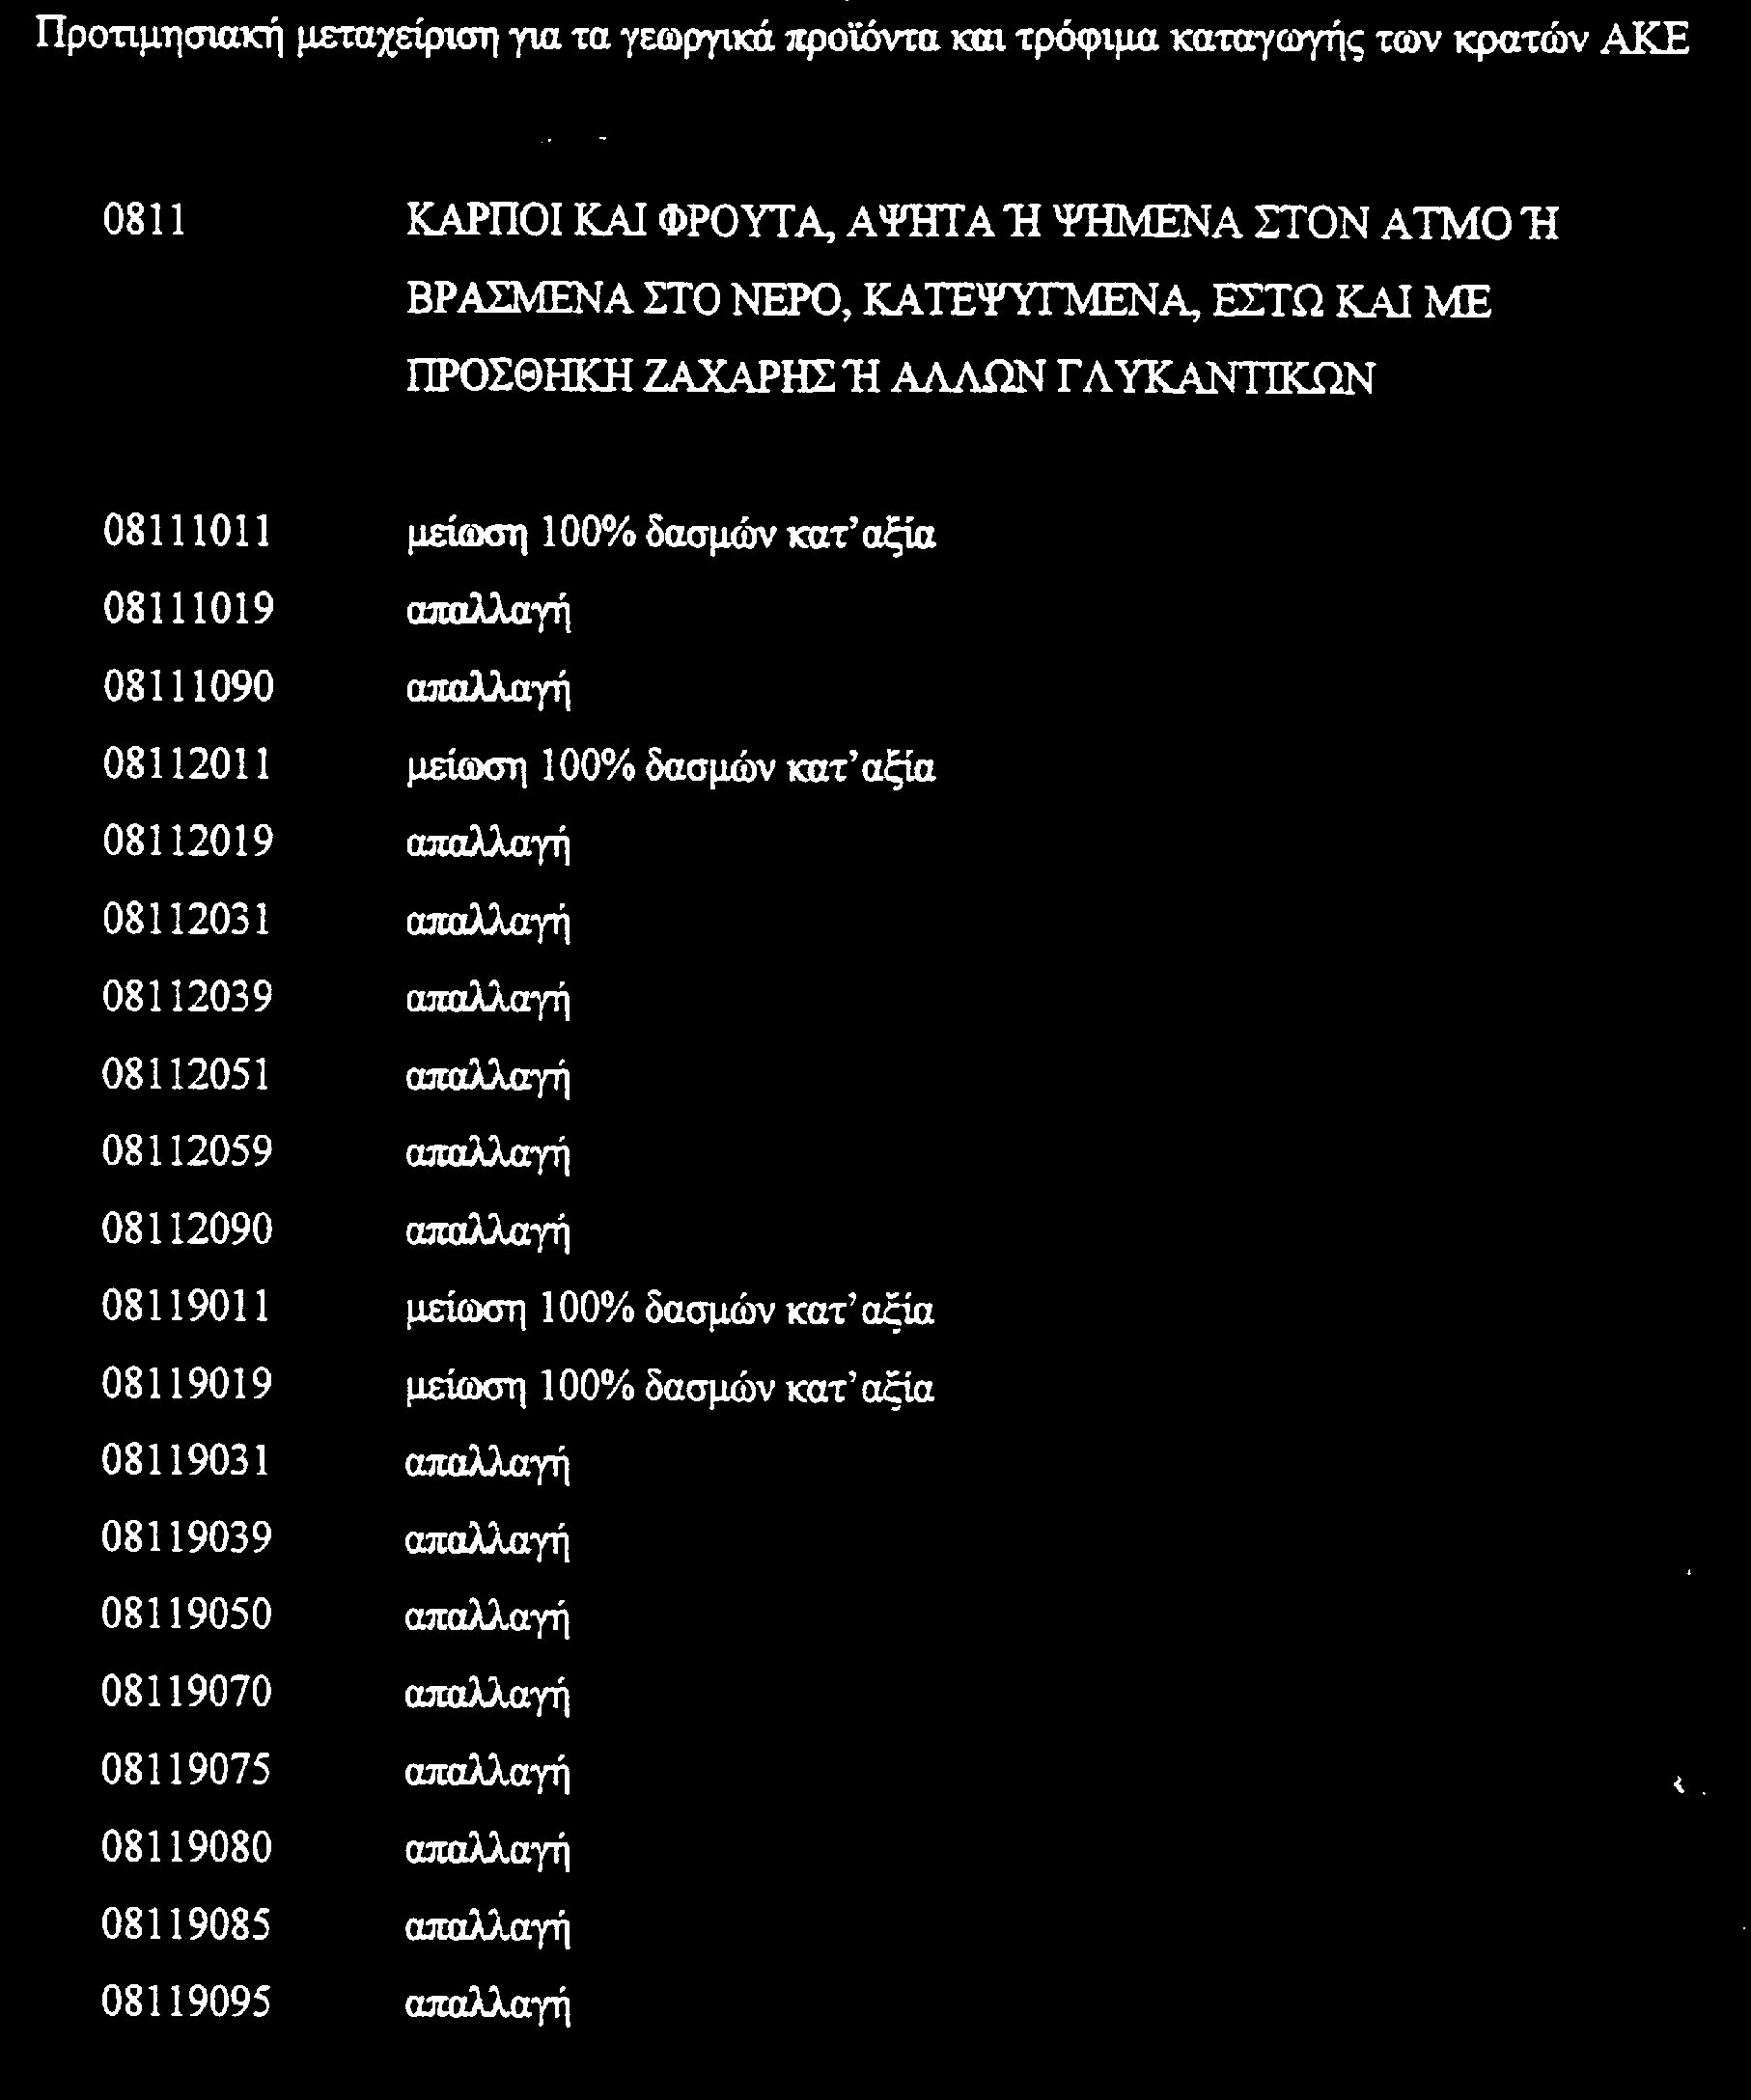 Προτιμησιακή μεταχείριση για τα γεωργικά προϊόντα και τρόφιμα καταγωγής των κρατών ΑΚΕ
0811 ΚΑΡΠΟΙ ΚΑΙ ΦΡΟΥΤΑ, ΑΨΗΤΑ Ή ΨΗΜΕΝΑ ΣΤΟΝ ΑΤΜΟ Ή
ΒΡΑΣΜΕΝΑ ΣΤΟ ΝΕΡΟ, ΚΑΤΕΨΥΓΜΕΝΑ, ΕΣΤΩ ΚΑΙ ΜΕ
ΠΡΟΣΘΗΚΗ ΖΑΧΑΡΗΣ Ή ΑΛΛΩΝ ΓΛΥΚΑΝΤΙΚΩΝ
08111011 μείωση 100% δασμών κατ’ αξία
08111019 απαλλαγή
08111090 απαλλαγή
08112011 μείωση 100% δασμών κατ’ αξία
08112019 απαλλαγή
08112031 απαλλαγή
08112039 απαλλαγή
08112051 απαλλαγή
08112059 απαλλαγή
08112090 απαλλαγή
08119011 μείωση 100% δασμών κατ’ αξία
08119019 μείωση 100% δασμών κατ’ αξία
08119031 απαλλαγή
08119039 απαλλαγή
08119050 απαλλαγή
08119070 απαλλαγή
08119075 απαλλαγή
08119080 απαλλαγή
08119085 απαλλαγή
08119095 απαλλαγή